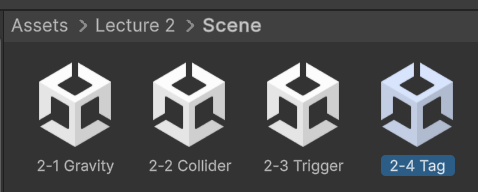 Assets > Lecture 2 > Scene
2-1 Gravity 2-2 Collider 2-3 Trigger 2-4 Tag